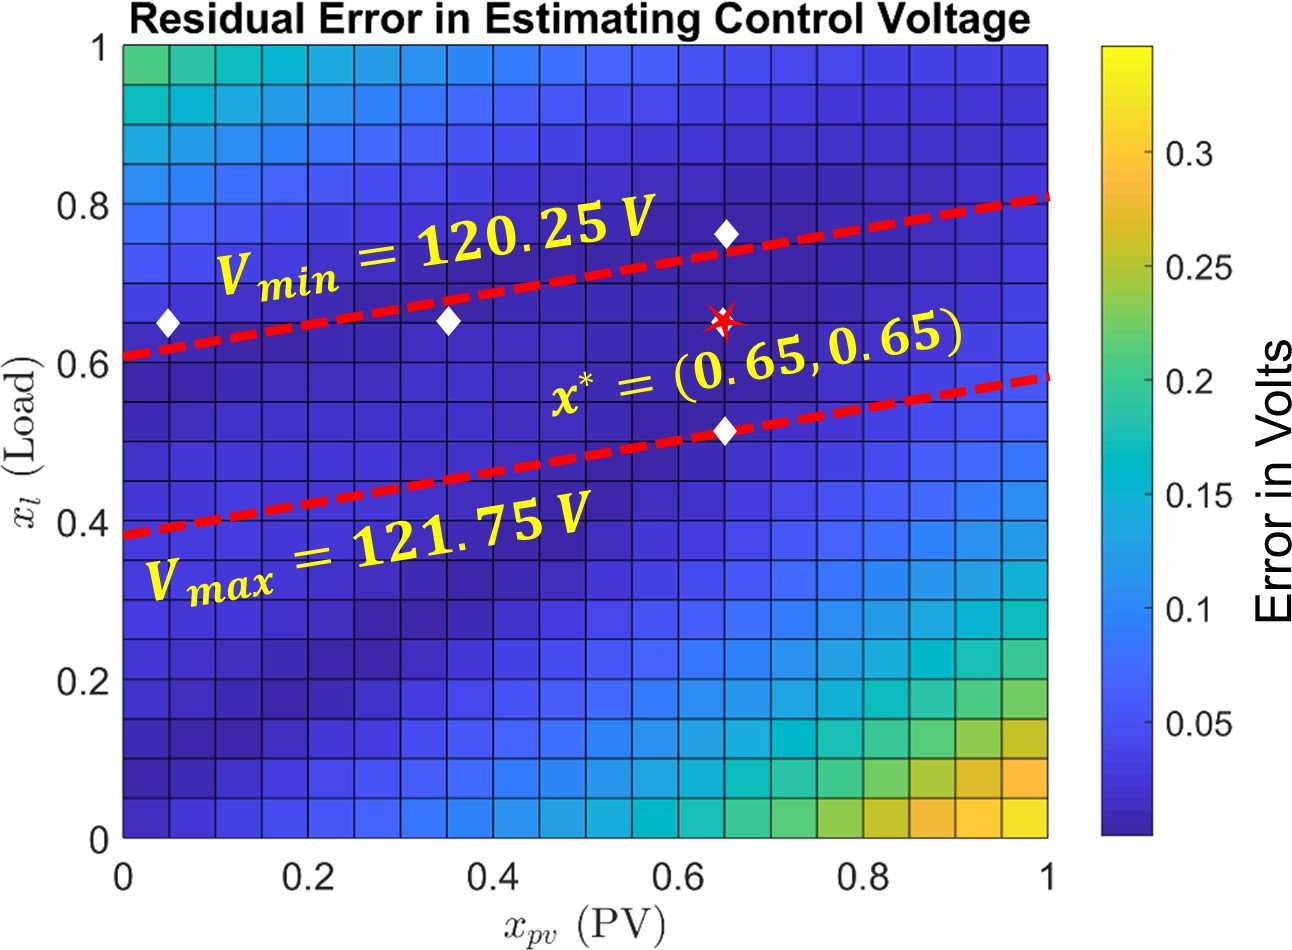 Residual Error in Estimating Control Voltage
1
0.8
0.6
0.4
0.2
0
x_l (Load)
V_min = 120.25 V
x* = (0.65, 0.65)
V_max = 121.75 V
0 0.2 0.4 0.6 0.8 1
x_pv (PV)
0.3
0.25
0.2
0.15
0.1
0.05
Error in Volts